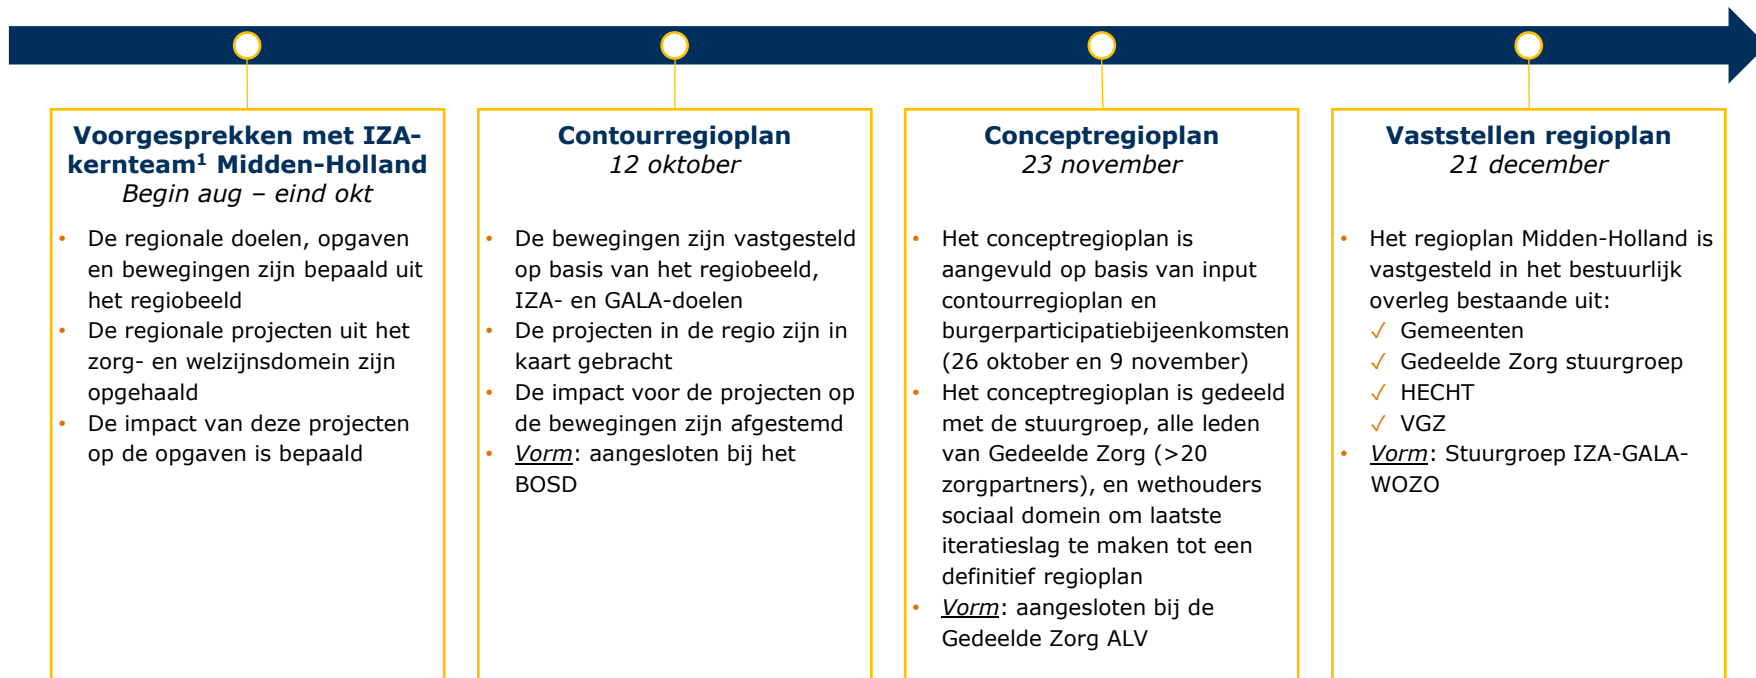 Voorgesprekken met IZA-
kernteam¹ Midden-Holland
Begin aug – eind okt
• De regionale doelen, opgaven
en bewegingen zijn bepaald uit
het regiobeeld
• De regionale projecten uit het
zorg- en welzijnsdomein zijn
opgehaald
• De impact van deze projecten
op de opgaven is bepaald
Contourregioplan
12 oktober
• De bewegingen zijn vastgesteld
op basis van het regiobeeld,
IZA- en GALA-doelen
• De projecten in de regio zijn in
kaart gebracht
• De impact voor de projecten op
de bewegingen zijn afgestemd
• Vorm: aangesloten bij het
BOSD
Conceptregioplan
23 november
• Het conceptregioplan is
aangevuld op basis van input
contourregioplan en
burgerparticipatiebijeenkomsten
(26 oktober en 9 november)
• Het conceptregioplan is gedeeld
met de stuurgroep, alle leden
van Gedeelde Zorg (>20
zorgpartners), en wethouders
sociaal domein om laatste
iteratieslag te maken tot een
definitief regioplan
• Vorm: aangesloten bij de
Gedeelde Zorg ALV
Vaststellen regioplan
21 december
• Het regioplan Midden-Holland is
vastgesteld in het bestuurlijk
overleg bestaande uit:
✓ Gemeenten
✓ Gedeelde Zorg stuurgroep
✓ HECHT
✓ VGZ
• Vorm: Stuurgroep IZA-GALA-
WOZO